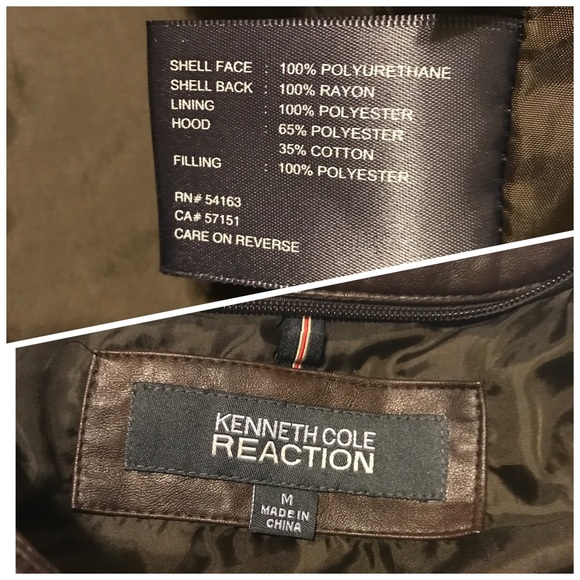 SHELL FACE : 100% POLYURETHANE
SHELL BACK : 100% RAYON
LINING : 100% POLYESTER
HOOD : 65% POLYESTER
35% COTTON
FILLING : 100% POLYESTER
RN# 54163
CA# 57151
CARE ON REVERSE
KENNETH COLE
REACTION
M
MADE IN
CHINA